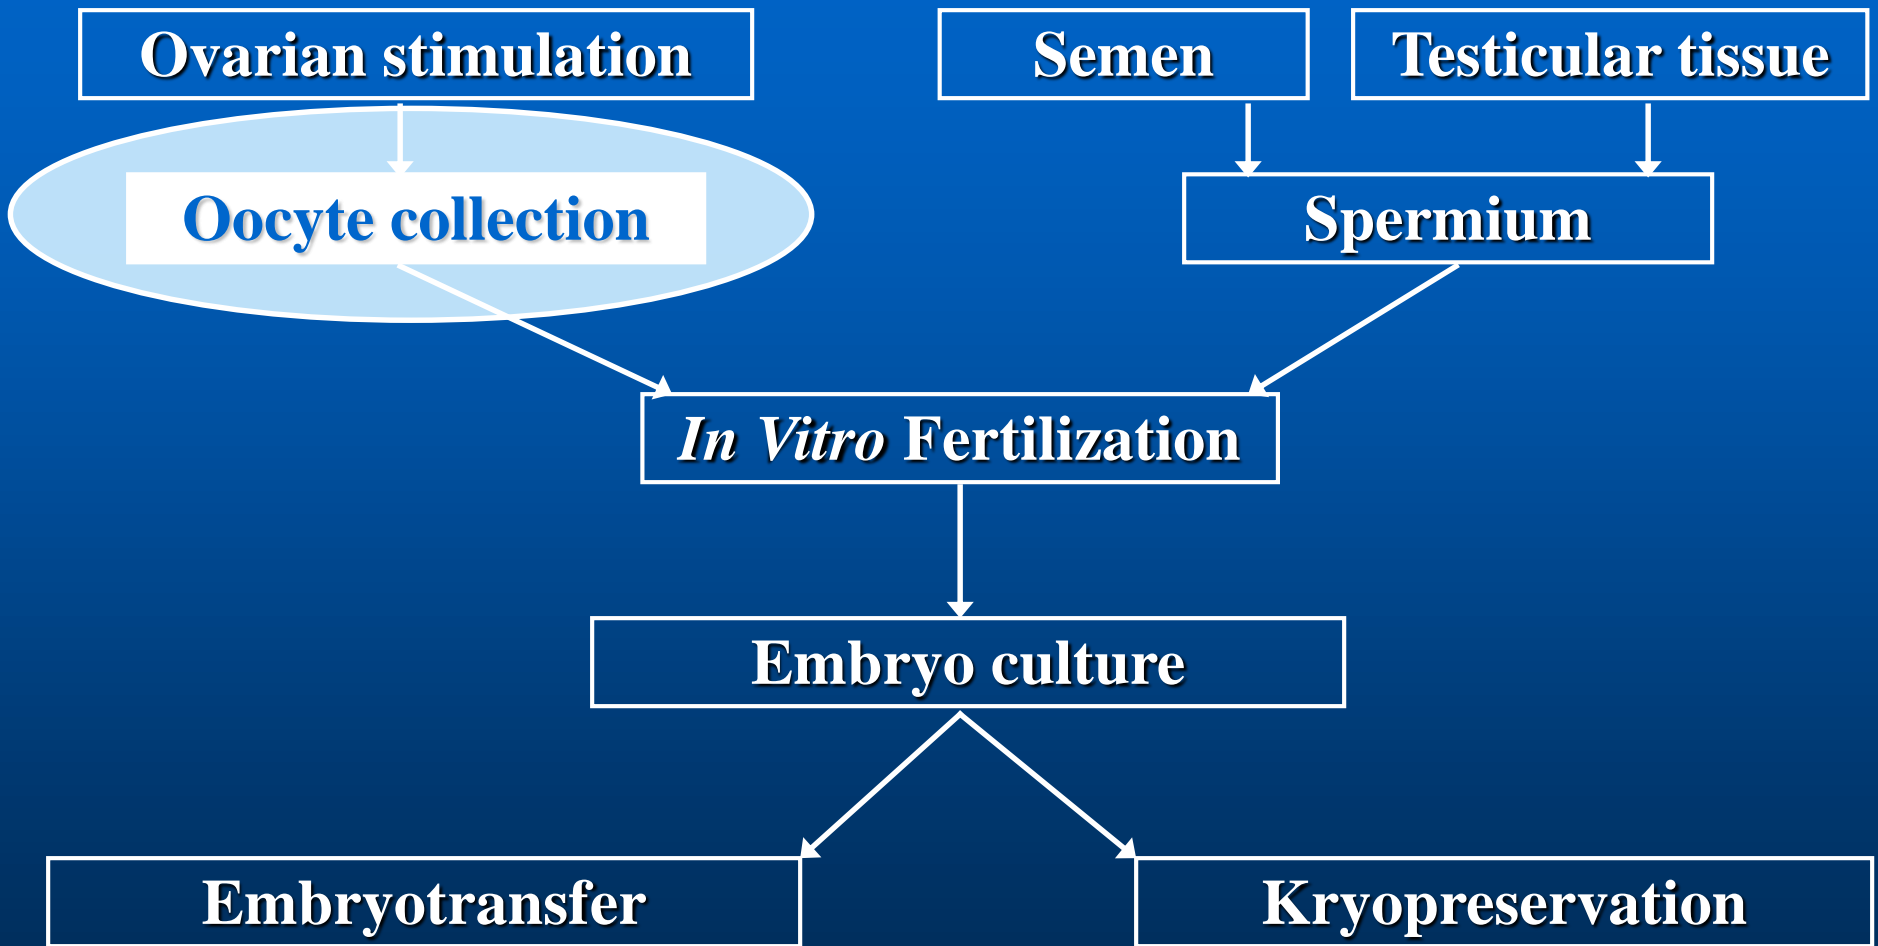 Ovarian stimulation
Semen
Testicular tissue
Oocyte collection
Spermium
In Vitro Fertilization
Embryo culture
Embryotransfer
Kryopreservation